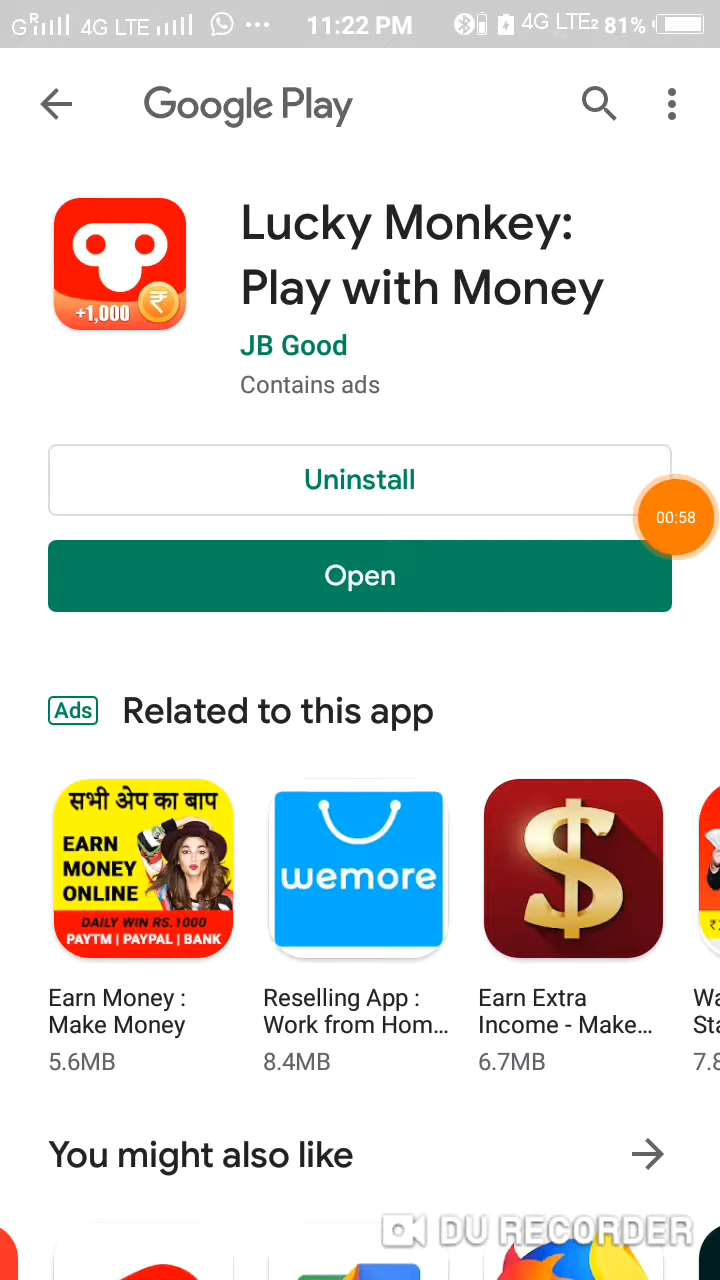 G R 4G LTE 11:22 PM 4G LTE2 81%
Google Play
Lucky Monkey:
Play with Money
+1,000 ₹
JB Good
Contains ads
Uninstall
00:58
Open
Ads Related to this app
सभी अेप का बाप
EARN
MONEY
ONLINE
DAILY WIN RS.1000
PAYTM | PAYPAL | BANK
wemore
$
Earn Money :
Make Money
5.6MB
Reselling App :
Work from Hom...
8.4MB
Earn Extra
Income - Make...
6.7MB
Wa
Sta
7.8
You might also like
DU RECORDER